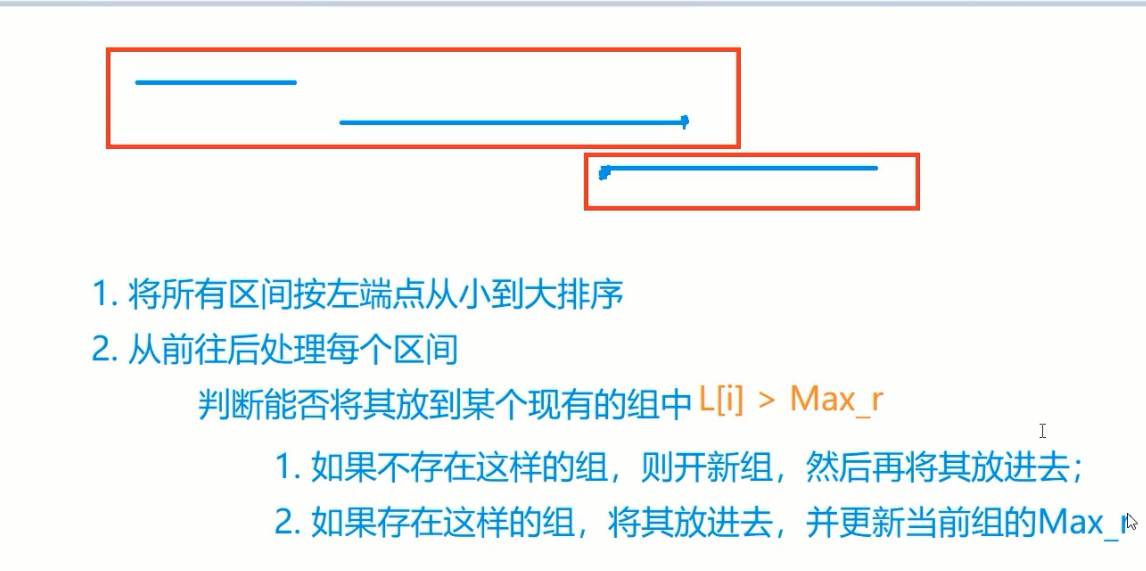 1. 将所有区间按左端点从小到大排序
2. 从前往后处理每个区间
判断能否将其放到某个现有的组中 L[i] > Max_r
1. 如果不存在这样的组，则开新组，然后再将其放进去；
2. 如果存在这样的组，将其放进去，并更新当前组的Max_r